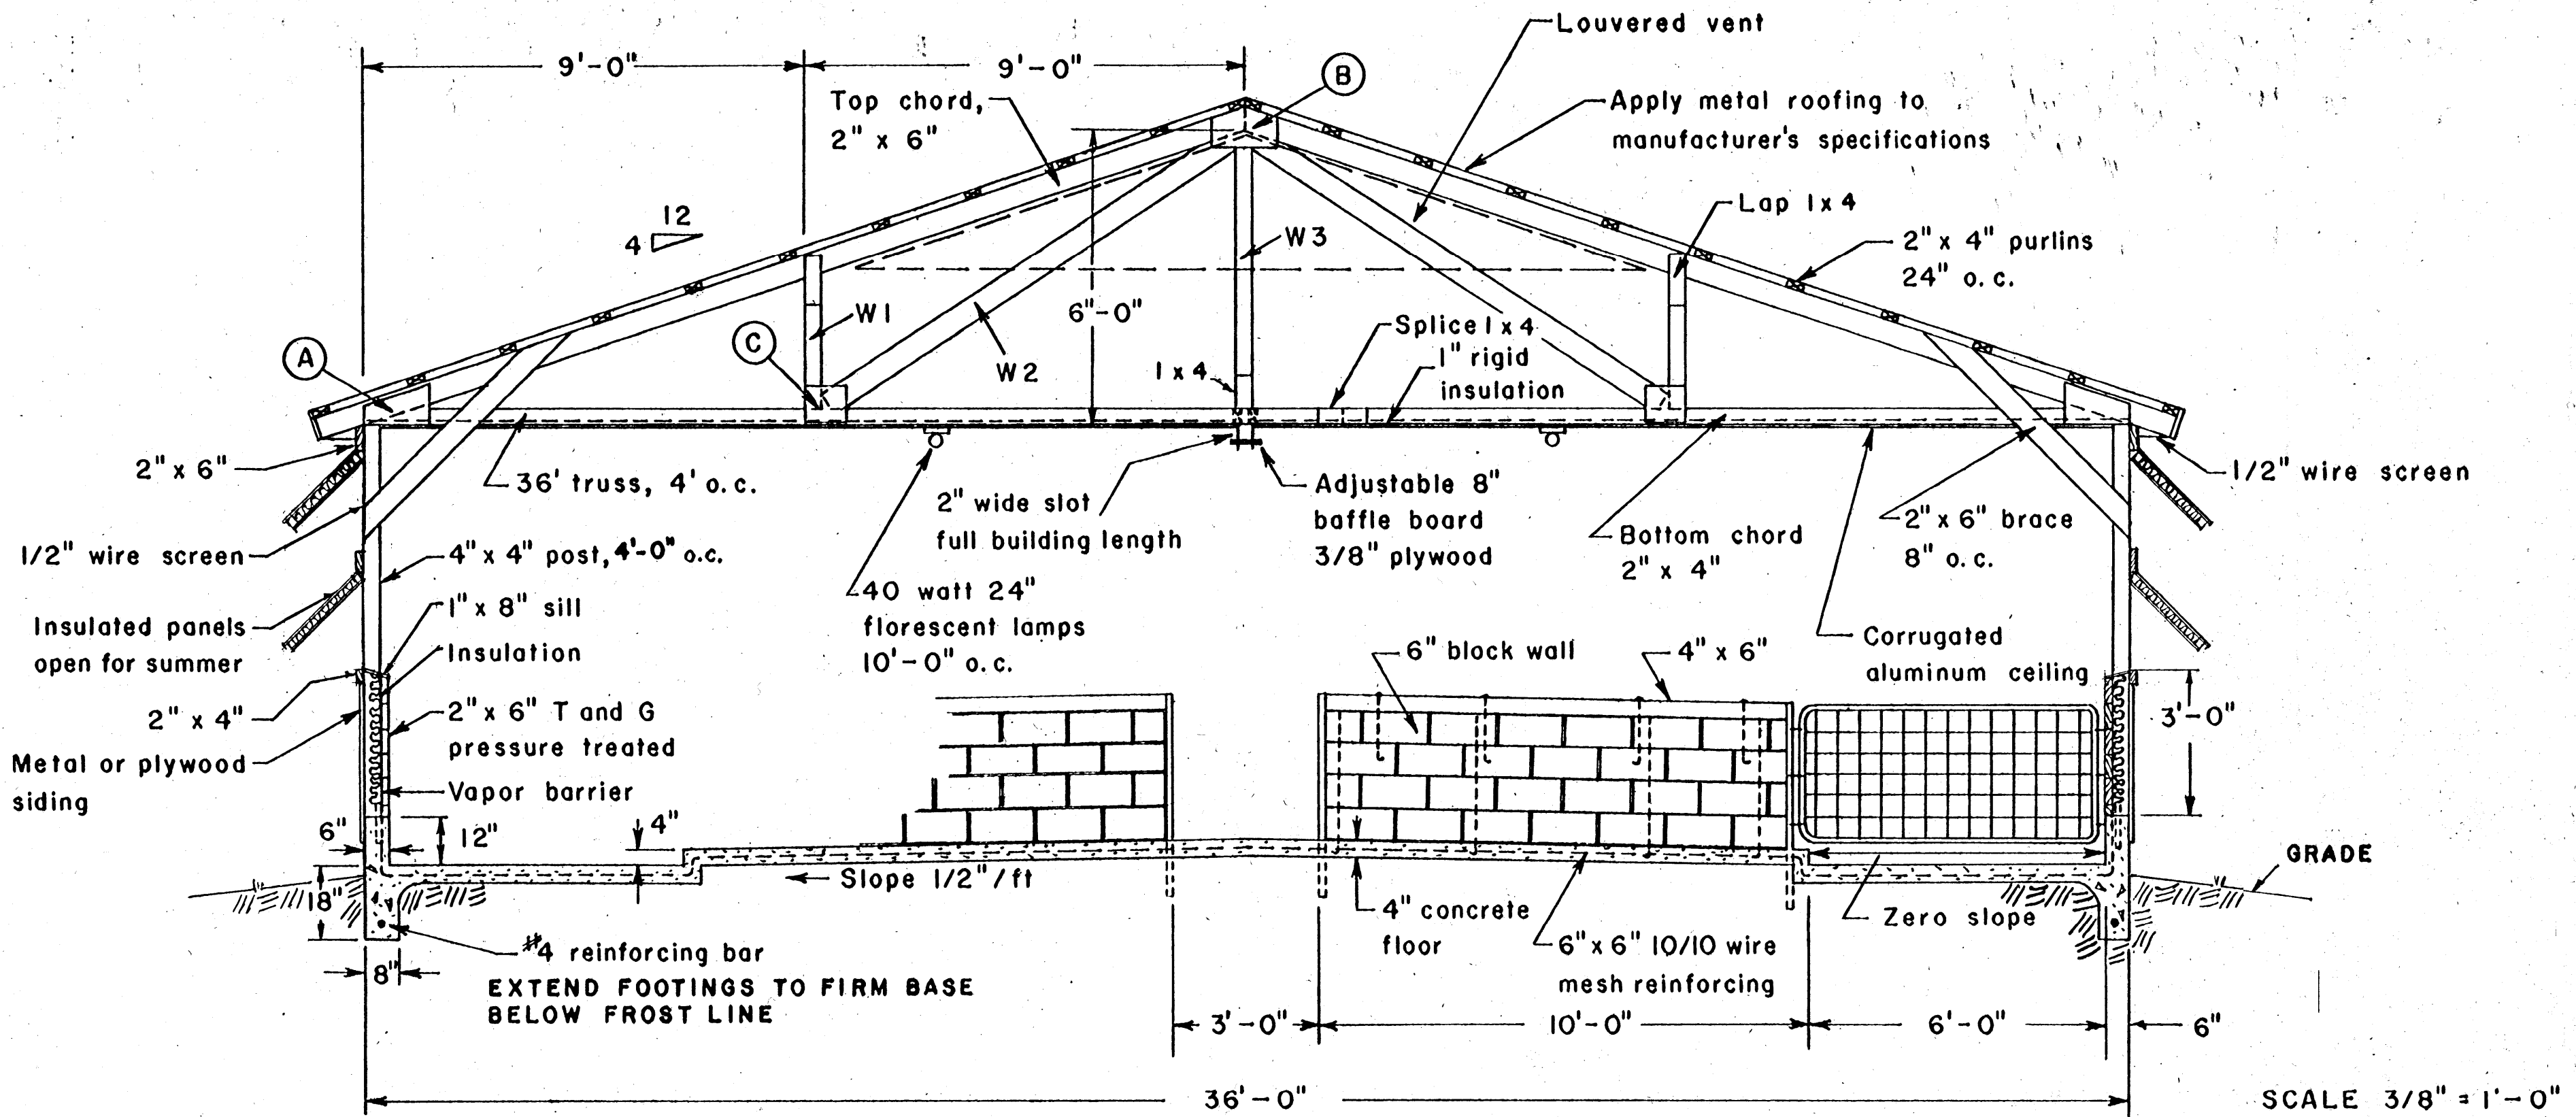 Louvered vent
9'-0"
9'-0"
B
Top chord,
2" x 6"
Apply metal roofing to
manufacturer's specifications
12
4
Lap 1x4
W3
2" x 4" purlins
24" o.c.
6"-0"
W1
Splice 1x4
1" rigid
insulation
A
C
W2
1x4
2" x 6"
36' truss, 4' o.c.
2" wide slot
full building length
Adjustable 8"
baffle board
3/8" plywood
Bottom chord
2" x 4"
2" x 6" brace
8" o.c.
1/2" wire screen
1/2" wire screen
4" x 4" post, 4'-0" o.c.
40 watt 24"
florescent lamps
10'-0" o.c.
1" x 8" sill
Insulated panels
open for summer
Insulation
6" block wall
4" x 6"
Corrugated
aluminum ceiling
2" x 4"
2" x 6" T and G
pressure treated
3'-0"
Metal or plywood
siding
Vapor barrier
6"
12"
4"
Slope 1/2"/ft
GRADE
18"
4" concrete
floor
Zero slope
#4 reinforcing bar
6" x 6" 10/10 wire
mesh reinforcing
8"
EXTEND FOOTINGS TO FIRM BASE
BELOW FROST LINE
3'-0"
10'-0"
6'-0"
6"
36'-0"
SCALE 3/8" = 1'-0"